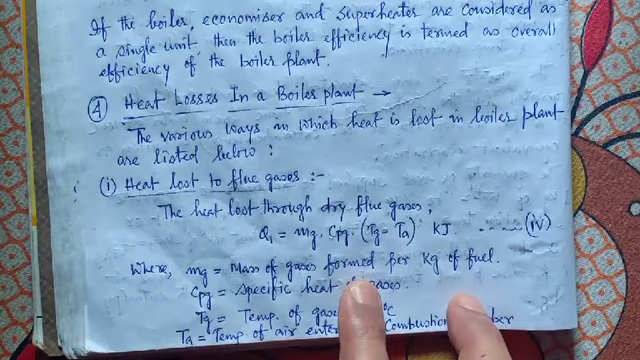 If the boiler, economiser and superheater are considered as
a single unit, then the boiler efficiency is termed as overall
efficiency of the boiler plant.
④ Heat Losses In a Boiler plant →
The various ways in which heat is lost in boiler plant
are listed below:
(i) Heat lost to flue gases :-
The heat lost through dry flue gases,
Q₁ = mg. Cpg. (Tg - Ta) KJ. ------(iv)
Where, mg = Mass of gases formed per Kg of fuel.
Cpg = Specific heat gases.
Tg = Temp. of gases °C
Ta = Temp. of air Combustion